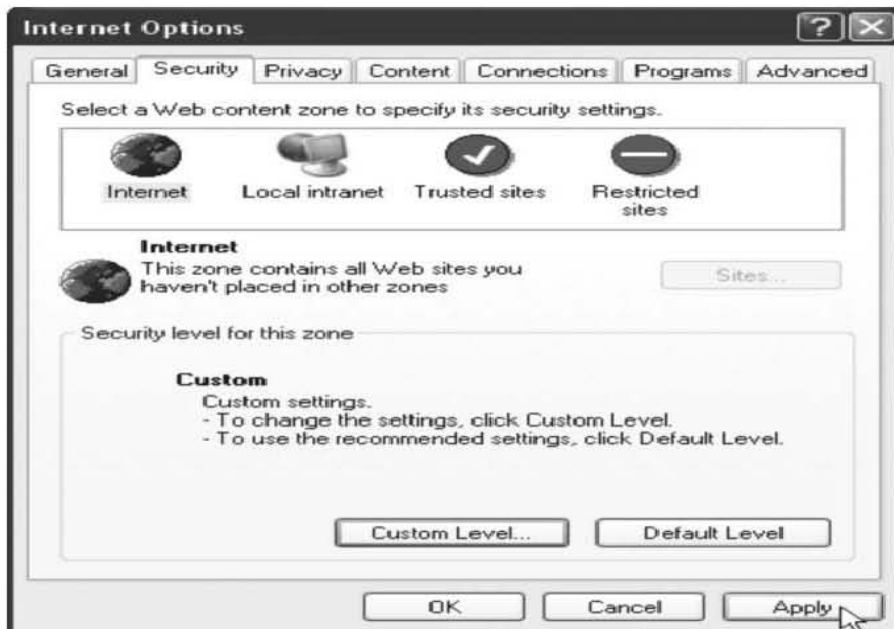 Internet Options
General Security Privacy Content Connections Programs Advanced
Select a Web content zone to specify its security settings.
Internet Local intranet Trusted sites Restricted sites
Internet
This zone contains all Web sites you
haven't placed in other zones
Sites...
Security level for this zone
Custom
Custom settings.
- To change the settings, click Custom Level.
- To use the recommended settings, click Default Level.
Custom Level... Default Level
OK Cancel Apply